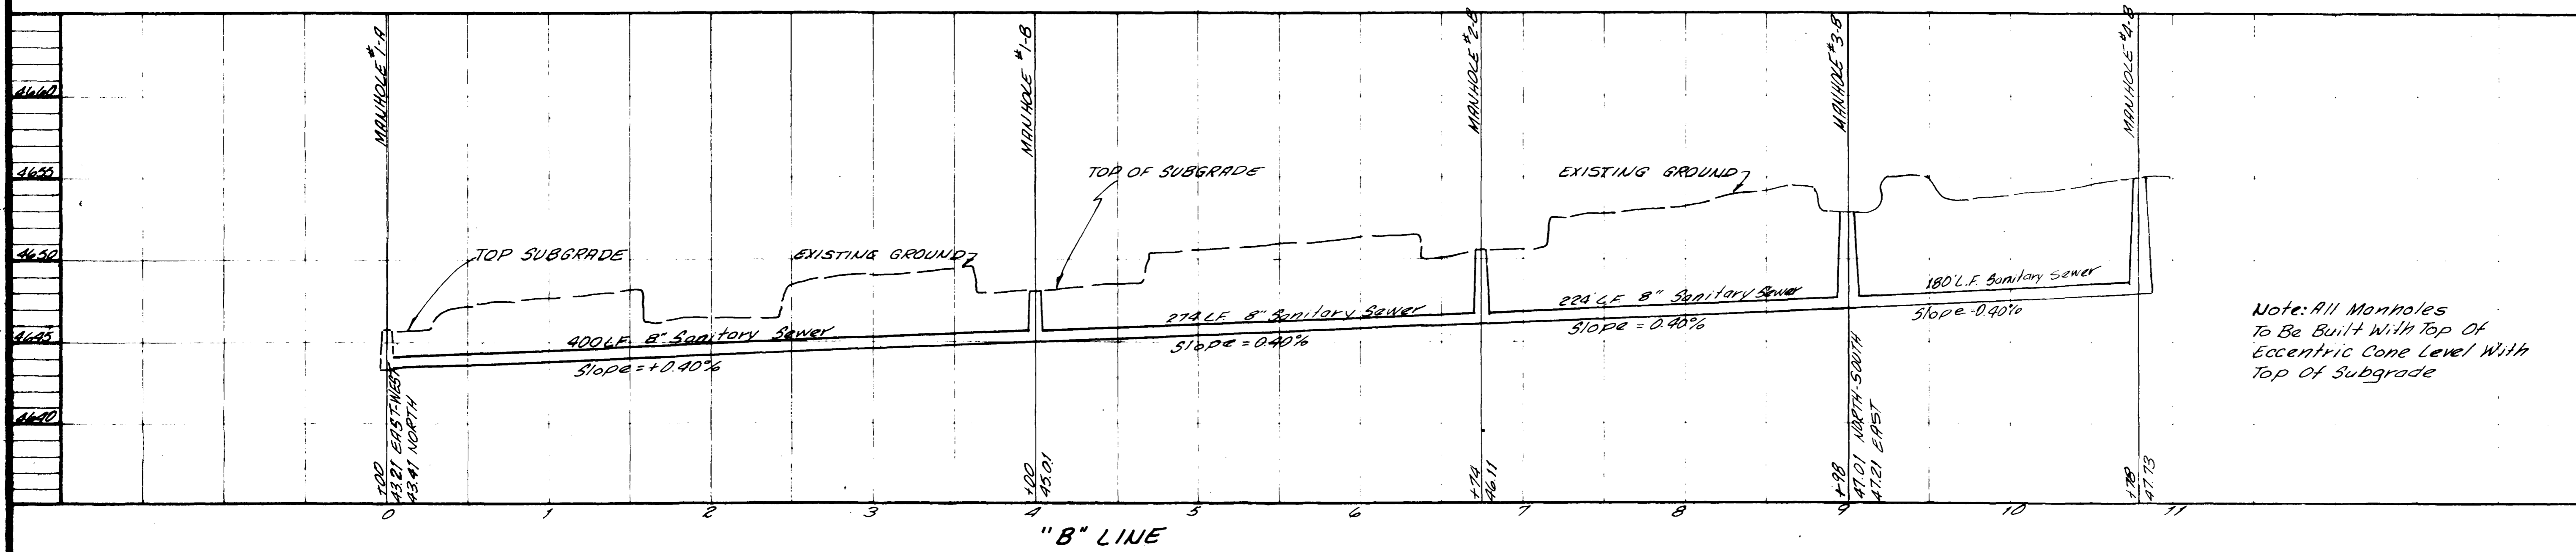 MANHOLE #1-A
MANHOLE #1-B
MANHOLE #2-B
MANHOLE #3-B
MANHOLE #4-B
4660
4655
4650
4645
4640
TOP SUBGRADE
EXISTING GROUND
TOP OF SUBGRADE
EXISTING GROUND
400 L.F. 8" Sanitary Sewer
Slope = +0.40%
274 L.F. 8" Sanitary Sewer
Slope = 0.40%
224' L.F. 8" Sanitary Sewer
Slope = 0.40%
180' L.F. Sanitary Sewer
Slope -0.40%
Note: All Manholes
To Be Built With Top Of
Eccentric Cone Level With
Top Of Subgrade
+00
43.21 EAST-WEST
43.41 NORTH
+00
45.01
+74
46.11
+98
47.01 NORTH-SOUTH
47.21 EAST
+78
47.73
0 1 2 3 4 5 6 7 8 9 10 11
"B" LINE